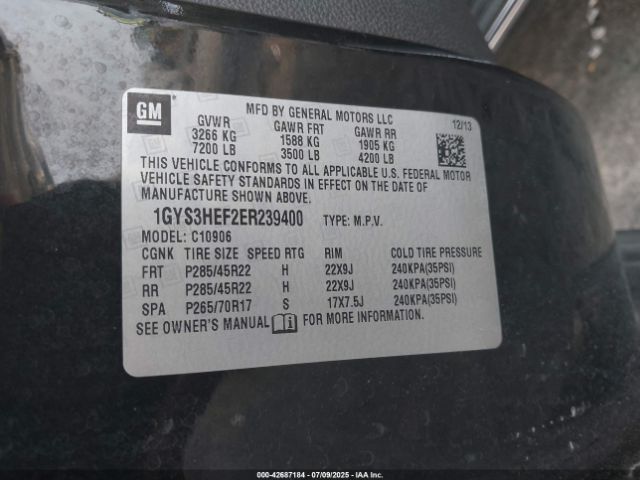 GM
MFD BY GENERAL MOTORS LLC
12/13
GVWR GAWR FRT GAWR RR
3266 KG 1588 KG 1905 KG
7200 LB 3500 LB 4200 LB
THIS VEHICLE CONFORMS TO ALL APPLICABLE U.S. FEDERAL MOTOR
VEHICLE SAFETY STANDARDS IN EFFECT ON THE DATE OF
MANUFACTURE SHOWN ABOVE.
1GYS3HEF2ER239400 TYPE: M.P.V.
MODEL: C10906
CGNK TIRE SIZE SPEED RTG RIM COLD TIRE PRESSURE
FRT P285/45R22 H 22X9J 240KPA(35PSI)
RR P285/45R22 H 22X9J 240KPA(35PSI)
SPA P265/70R17 S 17X7.5J 240KPA(35PSI)
SEE OWNER'S MANUAL FOR MORE INFORMATION.
000-42687184 | 07/09/2025 | IAA Inc.